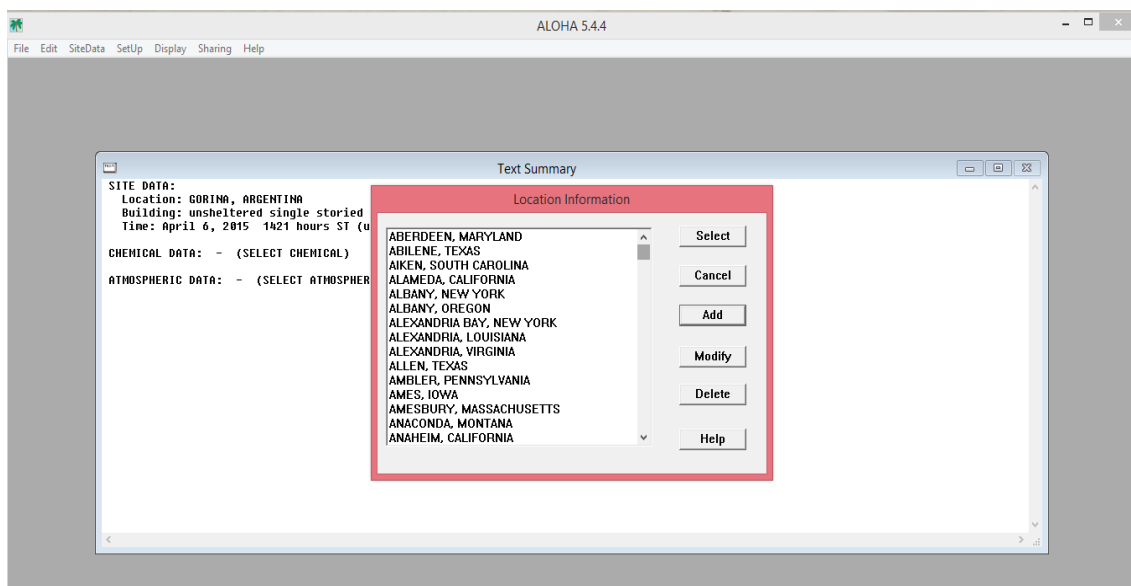 ALOHA 5.4.4
File Edit SiteData SetUp Display Sharing Help
Text Summary
SITE DATA:
Location: GORINA, ARGENTINA
Building: unsheltered single storied
Time: April 6, 2015 1421 hours ST (u
CHEMICAL DATA: - (SELECT CHEMICAL)
ATMOSPHERIC DATA: - (SELECT ATMOSPHER
Location Information
ABERDEEN, MARYLAND
ABILENE, TEXAS
AIKEN, SOUTH CAROLINA
ALAMEDA, CALIFORNIA
ALBANY, NEW YORK
ALBANY, OREGON
ALEXANDRIA BAY, NEW YORK
ALEXANDRIA, LOUISIANA
ALEXANDRIA, VIRGINIA
ALLEN, TEXAS
AMBLER, PENNSYLVANIA
AMES, IOWA
AMESBURY, MASSACHUSETTS
ANACONDA, MONTANA
ANAHEIM, CALIFORNIA
Select
Cancel
Add
Modify
Delete
Help